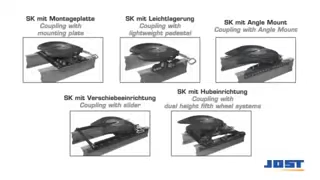 SK mit Montageplatte
Coupling with
mounting plate
SK mit Leichtlagerung
Coupling with
lightweight pedestal
SK mit Angle Mount
Coupling with Angle Mount
SK mit Verschiebeeinrichtung
Coupling with slider
SK mit Hubeinrichtung
Coupling with
dual height fifth wheel systems
JOST